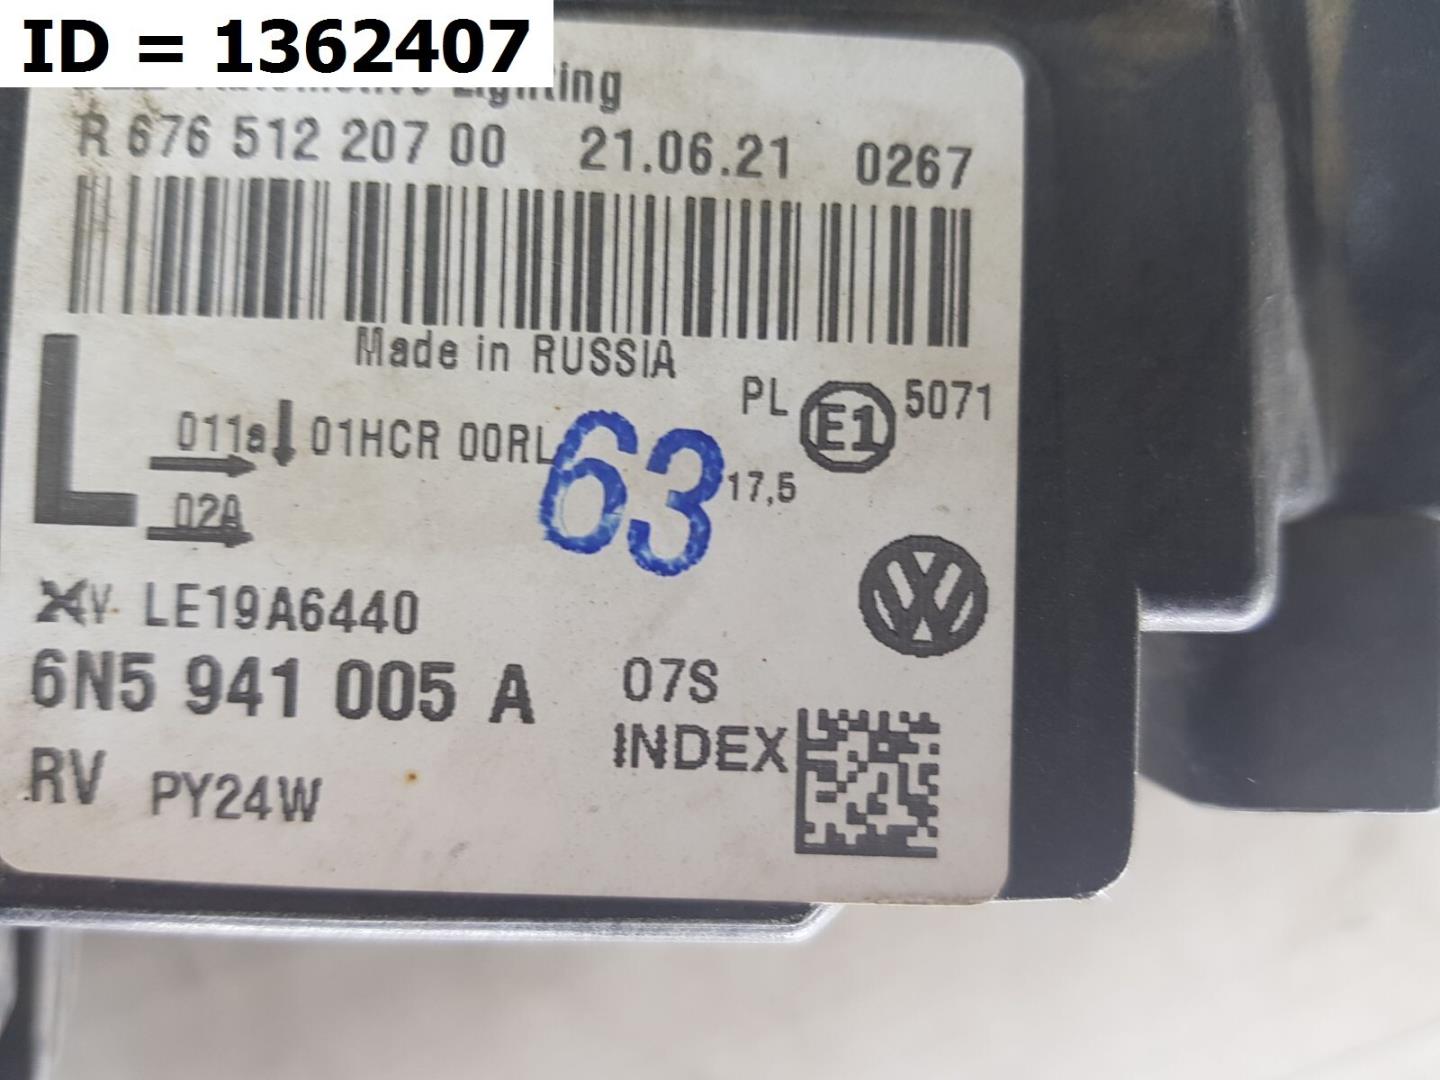 ID = 1362407
Lighting
R 676 512 207 00 21.06.21 0267
Made in RUSSIA
L
011a 01HCR 00RL
02A
63
17,5
PL E1 5071
V LE19A6440
6N5 941 005 A 07S
INDEX
RV PY24W